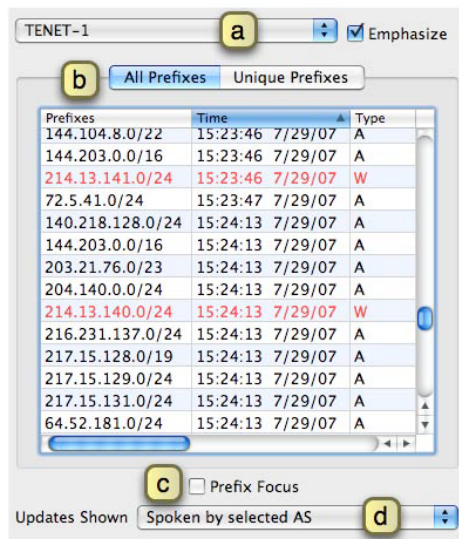 TENET-1 a Emphasize
b All Prefixes Unique Prefixes
Prefixes Time Type
144.104.8.0/22 15:23:46 7/29/07 A
144.203.0.0/16 15:23:46 7/29/07 A
214.13.141.0/24 15:23:46 7/29/07 W
72.5.41.0/24 15:23:47 7/29/07 A
140.218.128.0/24 15:24:13 7/29/07 A
144.203.0.0/16 15:24:13 7/29/07 A
203.21.76.0/23 15:24:13 7/29/07 A
204.140.0.0/24 15:24:13 7/29/07 A
214.13.140.0/24 15:24:13 7/29/07 W
216.231.137.0/24 15:24:13 7/29/07 A
217.15.128.0/19 15:24:13 7/29/07 A
217.15.129.0/24 15:24:13 7/29/07 A
217.15.131.0/24 15:24:13 7/29/07 A
64.52.181.0/24 15:24:13 7/29/07 A
c Prefix Focus
Updates Shown Spoken by selected AS d